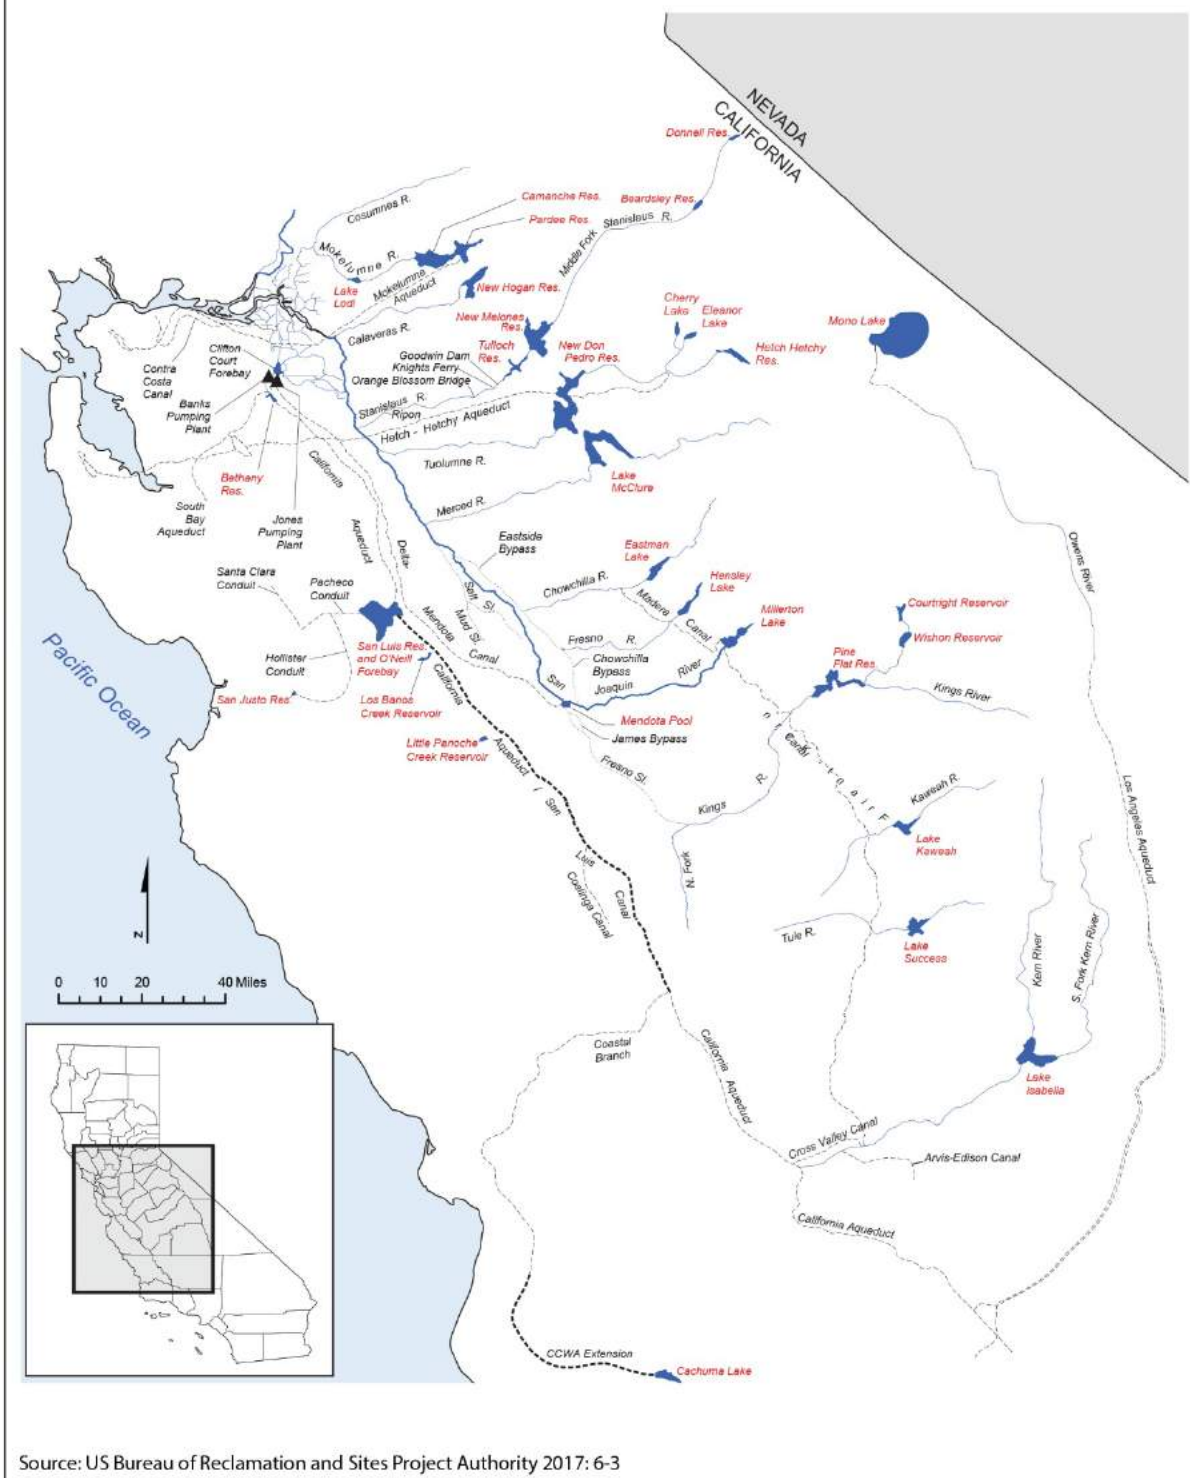 NEVADA
CALIFORNIA
Donnell Res.
Beardsley Res.
Stanislaus R.
Middle Fork
Camanche Res.
Pardee Res.
Cosumnes R.
Mokelumne R.
Lake
Lodi
Mokelumne
Aqueduct
New Hogan Res.
Calaveras R.
New Melones
Res.
Tulloch
Res.
New Don
Pedro Res.
Cherry
Lake
Eleanor
Lake
Hetch Hetchy
Res.
Mono Lake
Goodwin Dam
Knights Ferry
Orange Blossom Bridge
Stanislaus R.
Ripon
Hetch - Hetchy Aqueduct
Clifton
Court
Forebay
Contra
Costa
Canal
Banks
Pumping
Plant
Bethany
Res.
South
Bay
Aqueduct
Jones
Pumping
Plant
California
Aqueduct
Delta-
Mendota
Canal
Tuolumne R.
Merced R.
Lake
McClure
Eastside
Bypass
Salt Sl.
Mud Sl.
Chowchilla R.
Eastman
Lake
Hensley
Lake
Madera
Canal
Millerton
Lake
Fresno R.
Chowchilla
Bypass
San
Joaquin
River
Mendota Pool
James Bypass
Fresno Sl.
Santa Clara
Conduit
Pacheco
Conduit
Hollister
Conduit
San Justo Res.
San Luis Res.
and O'Neill
Forebay
Los Banos
Creek Reservoir
Little Panoche
Creek Reservoir
California
Aqueduct / San
Luis
Canal
Coalinga Canal
Courtright Reservoir
Wishon Reservoir
Pine
Flat Res.
Kings River
Kings R.
N. Fork
F r i a n t - K e r n
Canal
Kaweah R.
Lake
Kaweah
Tule R.
Lake
Success
Kern River
S. Fork Kern River
Lake
Isabella
Owens River
Los Angeles Aqueduct
Pacific Ocean
N
0 10 20 40 Miles
Coastal
Branch
California Aqueduct
Cross Valley Canal
Arvis-Edison Canal
California Aqueduct
CCWA Extension
Cachuma Lake
Source: US Bureau of Reclamation and Sites Project Authority 2017: 6-3